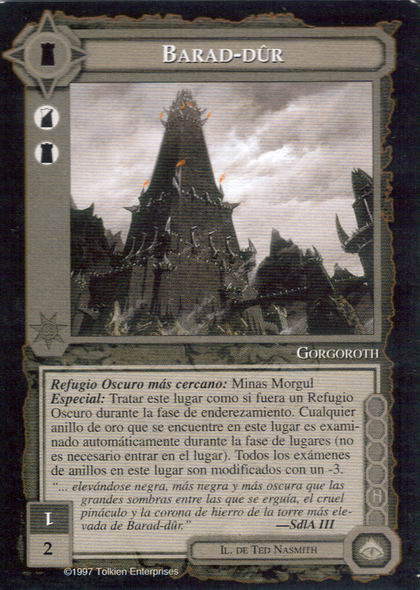 BARAD-DÛR
GORGOROTH
Refugio Oscuro más cercano: Minas Morgul
Especial: Tratar este lugar como si fuera un Refugio
Oscuro durante la fase de enderezamiento. Cualquier
anillo de oro que se encuentre en este lugar es exami-
nado automáticamente durante la fase de lugares (no
es necesario entrar en el lugar). Todos los exámenes
de anillos en este lugar son modificados con un -3.
"... elevándose negra, más negra y más oscura que las
grandes sombras entre las que se erguía, el cruel
pináculo y la corona de hierro de la torre más ele-
vada de Barad-dûr."
—SdlA III
1
2
IL. DE TED NASMITH
©1997 Tolkien Enterprises